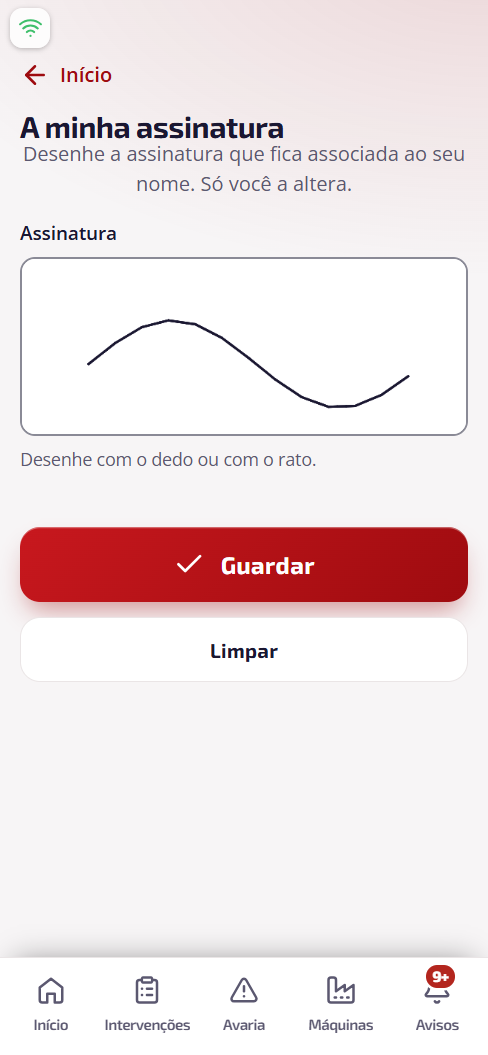 Início
A minha assinatura
Desenhe a assinatura que fica associada ao seu
nome. Só você a altera.
Assinatura
Desenhe com o dedo ou com o rato.
Guardar
Limpar
9+
Início Intervenções Avaria Máquinas Avisos